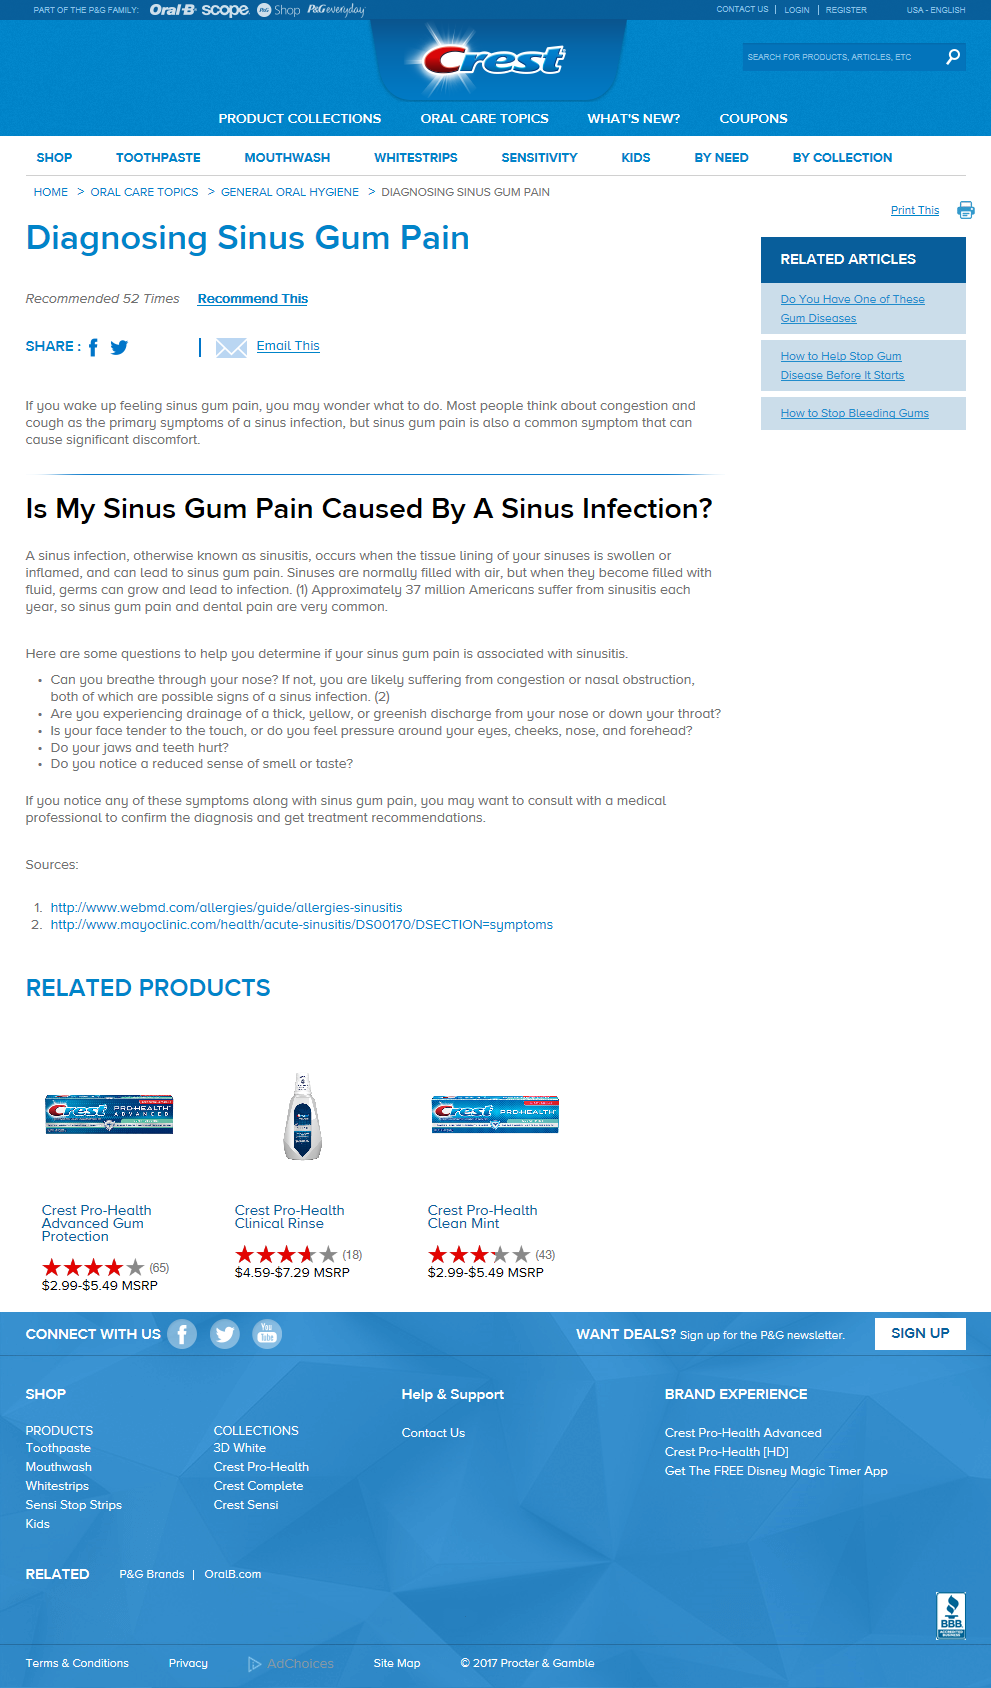 PART OF THE P&G FAMILY: Oral-B scope. P&G Shop P&G everyday
CONTACT US | LOGIN | REGISTER USA - ENGLISH
Crest
SEARCH FOR PRODUCTS, ARTICLES, ETC
PRODUCT COLLECTIONS ORAL CARE TOPICS WHAT'S NEW? COUPONS
SHOP TOOTHPASTE MOUTHWASH WHITESTRIPS SENSITIVITY KIDS BY NEED BY COLLECTION
HOME > ORAL CARE TOPICS > GENERAL ORAL HYGIENE > DIAGNOSING SINUS GUM PAIN
Print This
Diagnosing Sinus Gum Pain
Recommended 52 Times Recommend This
SHARE : | Email This
RELATED ARTICLES
Do You Have One of These
Gum Diseases
How to Help Stop Gum
Disease Before It Starts
How to Stop Bleeding Gums
If you wake up feeling sinus gum pain, you may wonder what to do. Most people think about congestion and
cough as the primary symptoms of a sinus infection, but sinus gum pain is also a common symptom that can
cause significant discomfort.
Is My Sinus Gum Pain Caused By A Sinus Infection?
A sinus infection, otherwise known as sinusitis, occurs when the tissue lining of your sinuses is swollen or
inflamed, and can lead to sinus gum pain. Sinuses are normally filled with air, but when they become filled with
fluid, germs can grow and lead to infection. (1) Approximately 37 million Americans suffer from sinusitis each
year, so sinus gum pain and dental pain are very common.
Here are some questions to help you determine if your sinus gum pain is associated with sinusitis.
• Can you breathe through your nose? If not, you are likely suffering from congestion or nasal obstruction,
both of which are possible signs of a sinus infection. (2)
• Are you experiencing drainage of a thick, yellow, or greenish discharge from your nose or down your throat?
• Is your face tender to the touch, or do you feel pressure around your eyes, cheeks, nose, and forehead?
• Do your jaws and teeth hurt?
• Do you notice a reduced sense of smell or taste?
If you notice any of these symptoms along with sinus gum pain, you may want to consult with a medical
professional to confirm the diagnosis and get treatment recommendations.
Sources:
1. http://www.webmd.com/allergies/guide/allergies-sinusitis
2. http://www.mayoclinic.com/health/acute-sinusitis/DS00170/DSECTION=symptoms
RELATED PRODUCTS
Crest PRO-HEALTH ADVANCED
Crest PRO-HEALTH
Crest Pro-Health
Advanced Gum
Protection
(65)
$2.99-$5.49 MSRP
Crest Pro-Health
Clinical Rinse
(18)
$4.59-$7.29 MSRP
Crest Pro-Health
Clean Mint
(43)
$2.99-$5.49 MSRP
CONNECT WITH US You Tube
WANT DEALS? Sign up for the P&G newsletter. SIGN UP
SHOP
PRODUCTS
Toothpaste
Mouthwash
Whitestrips
Sensi Stop Strips
Kids
COLLECTIONS
3D White
Crest Pro-Health
Crest Complete
Crest Sensi
Help & Support
Contact Us
BRAND EXPERIENCE
Crest Pro-Health Advanced
Crest Pro-Health [HD]
Get The FREE Disney Magic Timer App
RELATED P&G Brands | OralB.com
BBB
ACCREDITED
BUSINESS
Terms & Conditions Privacy AdChoices Site Map © 2017 Procter & Gamble